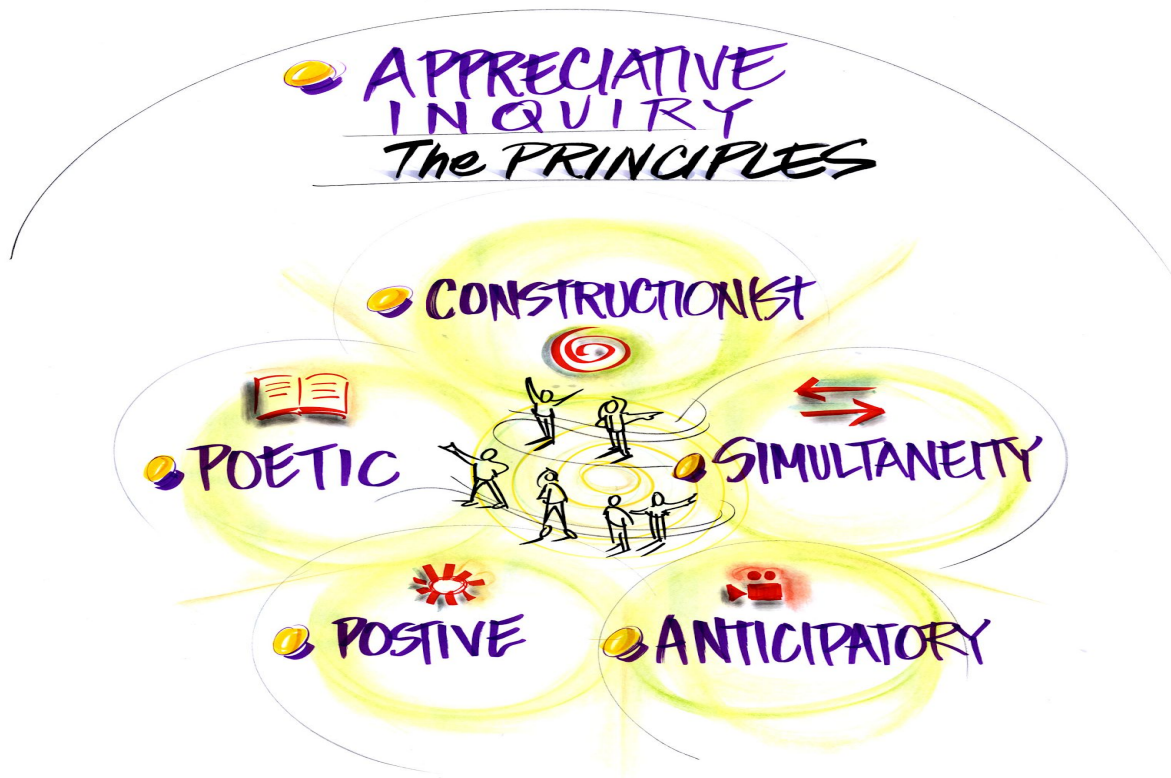 APPRECIATIVE
INQUIRY
The PRINCIPLES
CONSTRUCTIONIST
POETIC
SIMULTANEITY
POSTIVE
ANTICIPATORY